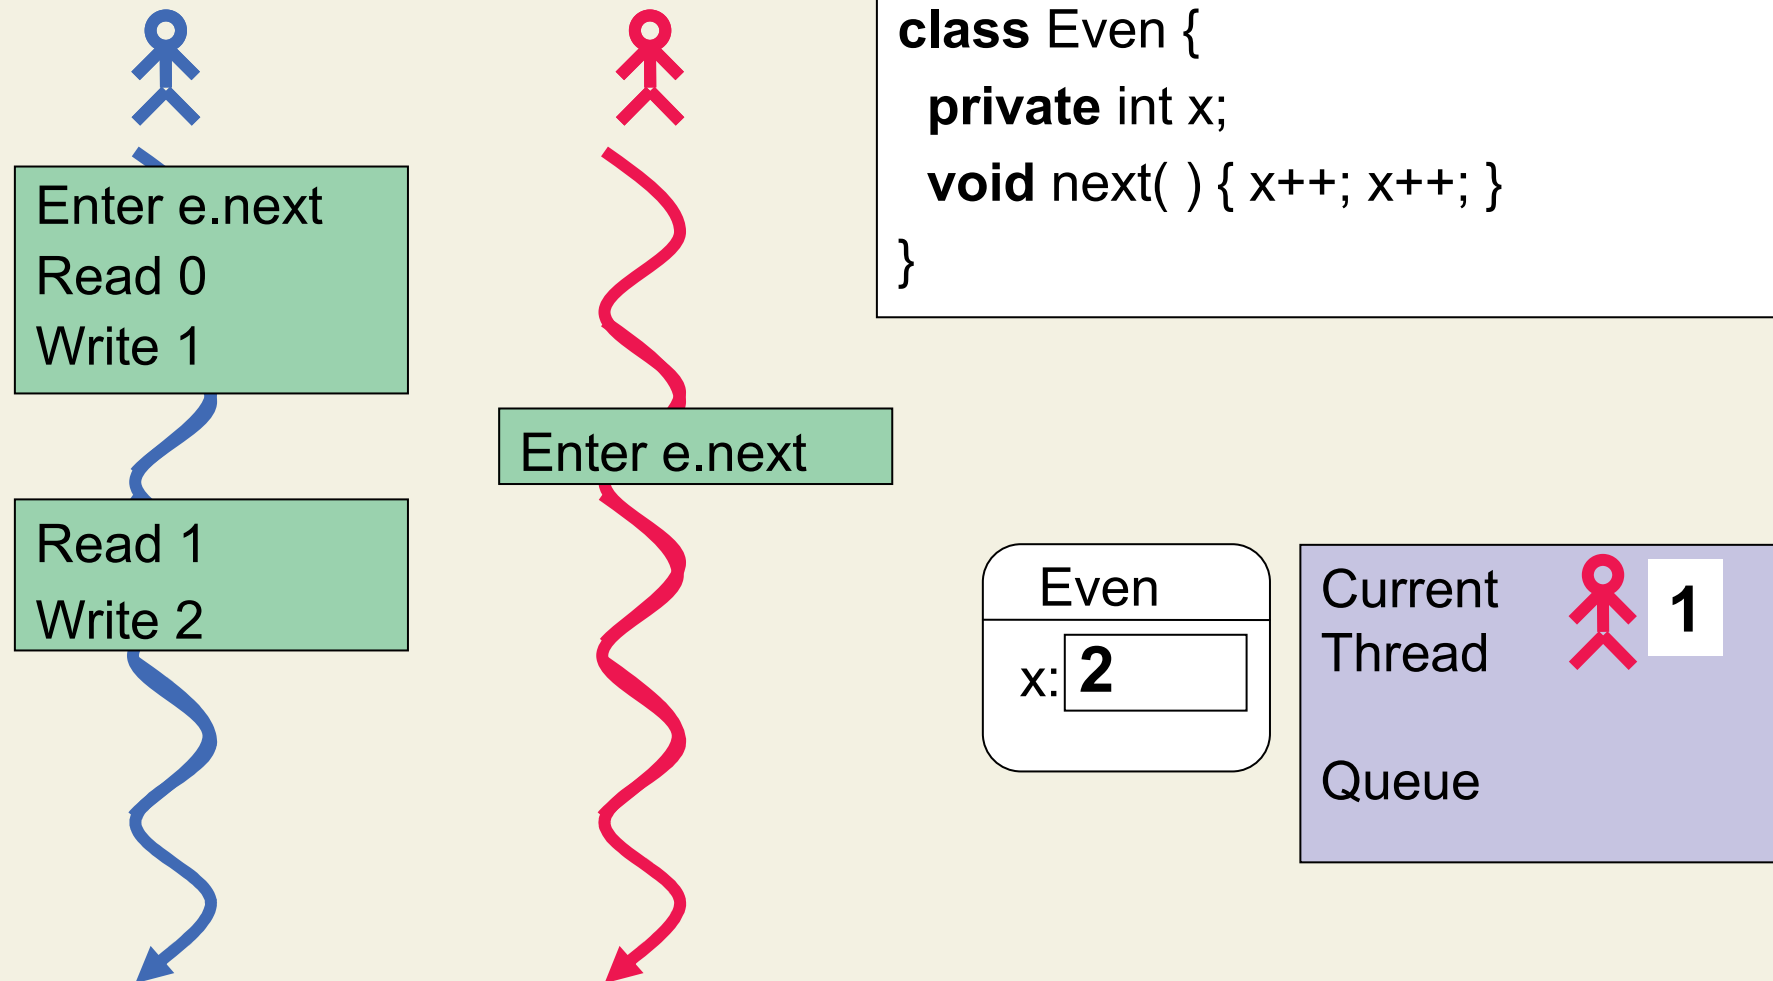 class Even {
private int x;
void next( ) { x++; x++; }
}
Enter e.next
Read 0
Write 1
Enter e.next
Read 1
Write 2
Even
x: 2
Current
Thread
1
Queue